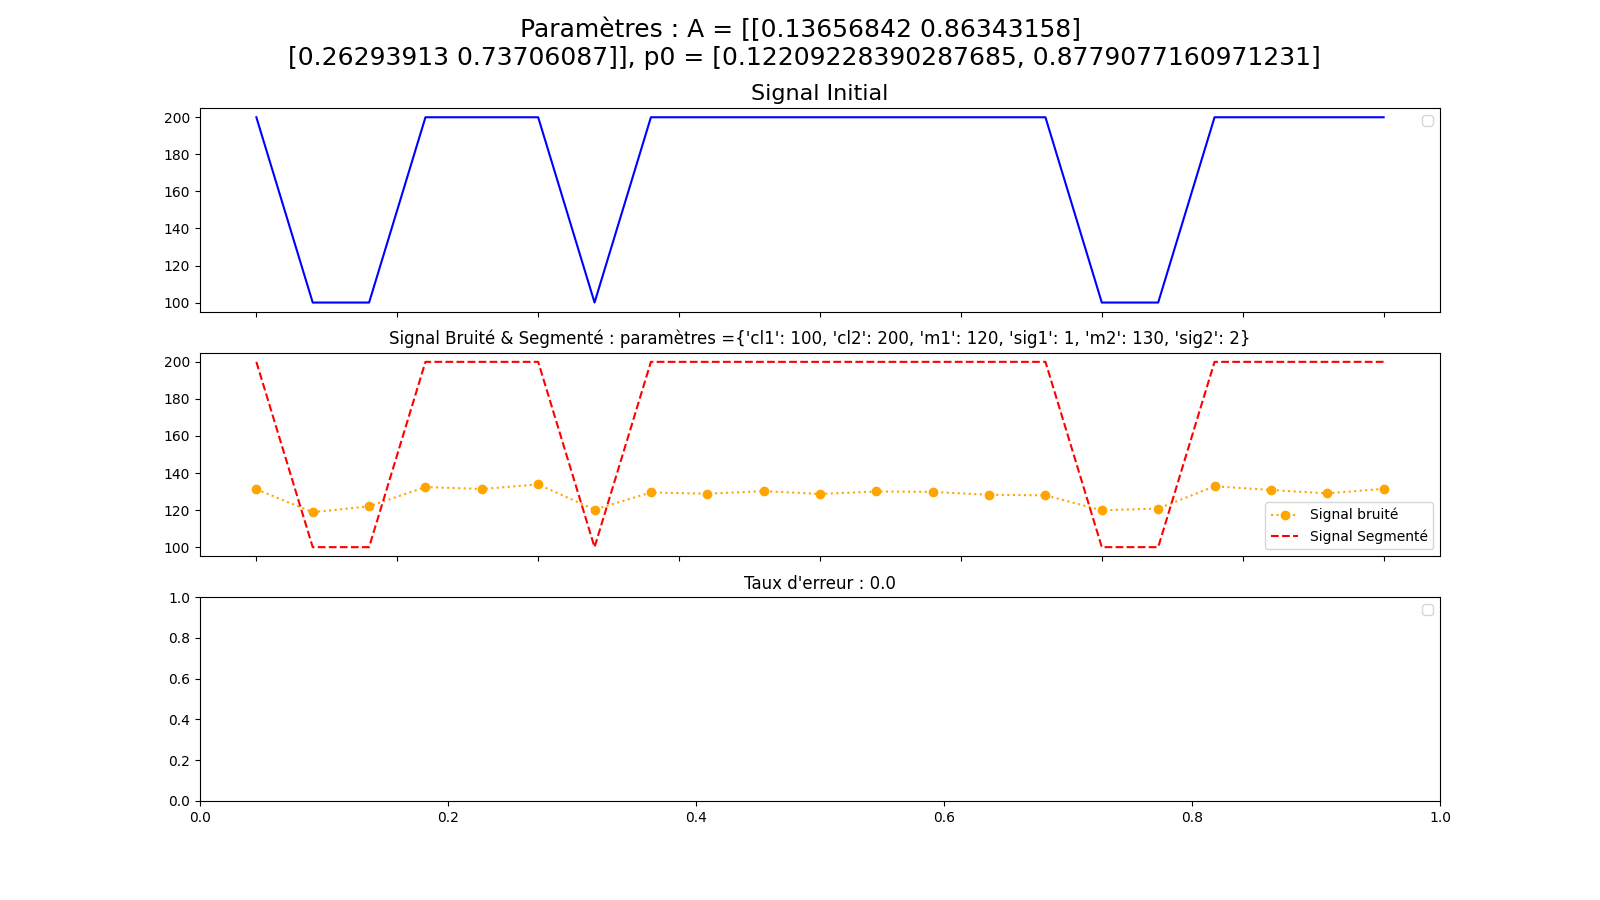 Paramètres : A = [[0.13656842 0.86343158]
[0.26293913 0.73706087]], p0 = [0.12209228390287685, 0.8779077160971231]
Signal Initial
200
180
160
140
120
100
Signal Bruité & Segmenté : paramètres ={'cl1': 100, 'cl2': 200, 'm1': 120, 'sig1': 1, 'm2': 130, 'sig2': 2}
200
180
160
140
120
100
Signal bruité
Signal Segmenté
Taux d'erreur : 0.0
1.0
0.8
0.6
0.4
0.2
0.0
0.0 0.2 0.4 0.6 0.8 1.0